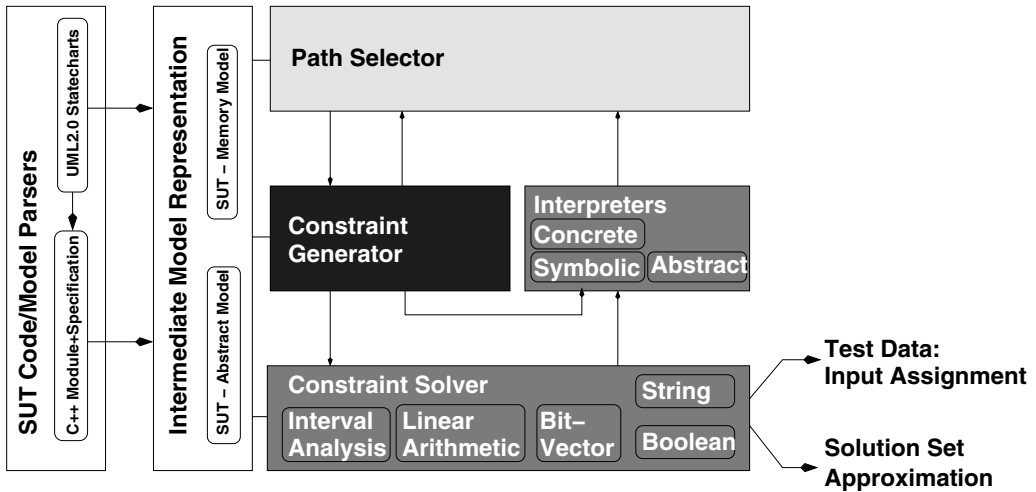 SUT Code/Model Parsers
UML2.0 Statecharts
C++ Module+Specification
Intermediate Model Representation
SUT − Memory Model
SUT − Abstract Model
Path Selector
Constraint
Generator
Interpreters
Concrete
Symbolic
Abstract
Constraint Solver
Interval
Analysis
Linear
Arithmetic
Bit−
Vector
String
Boolean
Test Data:
Input Assignment
Solution Set
Approximation